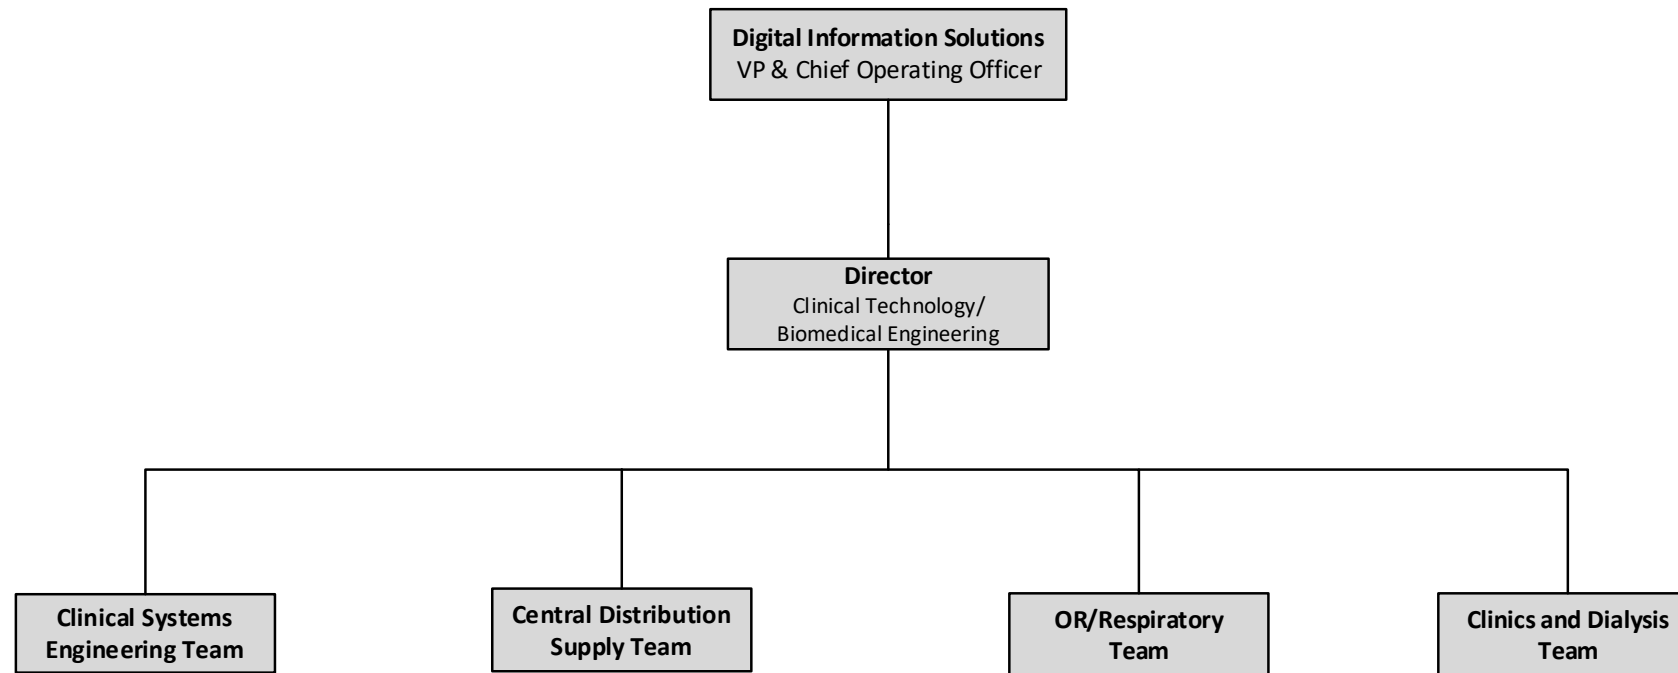 Digital Information Solutions
VP & Chief Operating Officer
Director
Clinical Technology/
Biomedical Engineering
Clinical Systems
Engineering Team
Central Distribution
Supply Team
OR/Respiratory
Team
Clinics and Dialysis
Team